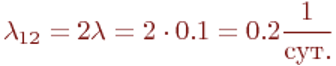 λ₁₂ = 2λ = 2 · 0.1 = 0.2 1/сут.